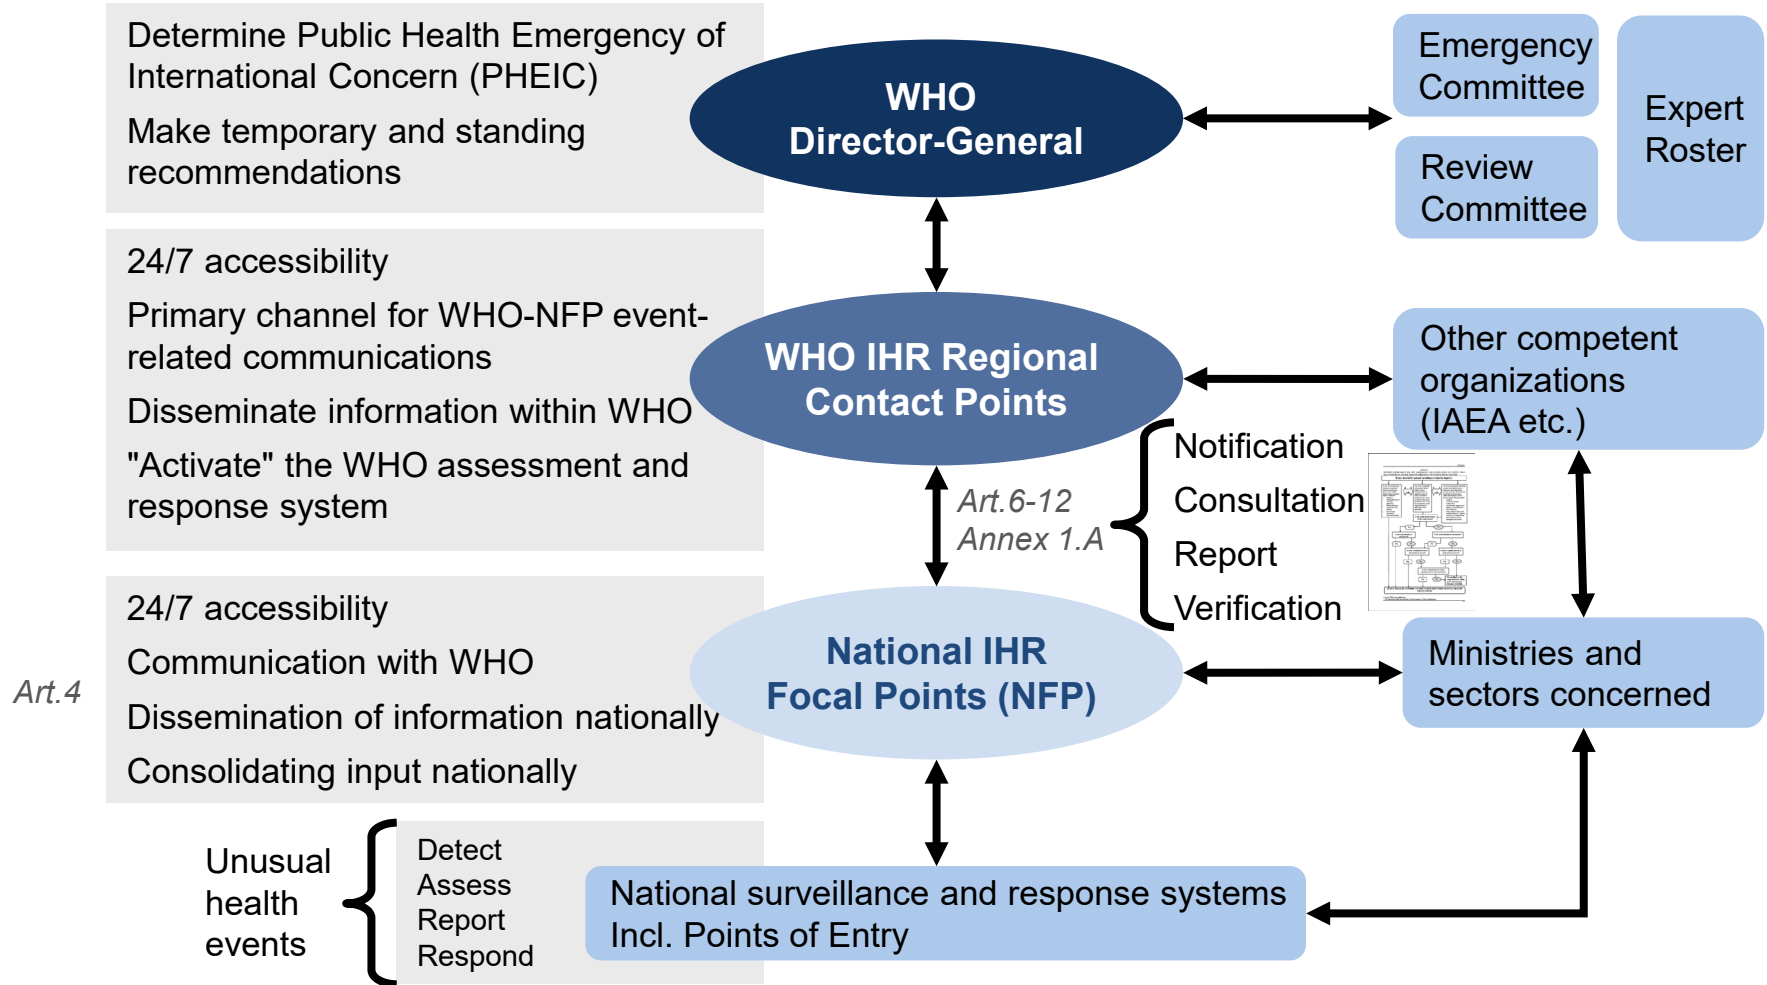 Determine Public Health Emergency of
International Concern (PHEIC)
Make temporary and standing
recommendations
WHO
Director-General
Emergency
Committee
Review
Committee
Expert
Roster
24/7 accessibility
Primary channel for WHO-NFP event-
related communications
Disseminate information within WHO
"Activate" the WHO assessment and
response system
WHO IHR Regional
Contact Points
Other competent
organizations
(IAEA etc.)
Art.6-12
Annex 1.A
Notification
Consultation
Report
Verification
Art.4
24/7 accessibility
Communication with WHO
Dissemination of information nationally
Consolidating input nationally
National IHR
Focal Points (NFP)
Ministries and
sectors concerned
Unusual
health
events
Detect
Assess
Report
Respond
National surveillance and response systems
Incl. Points of Entry